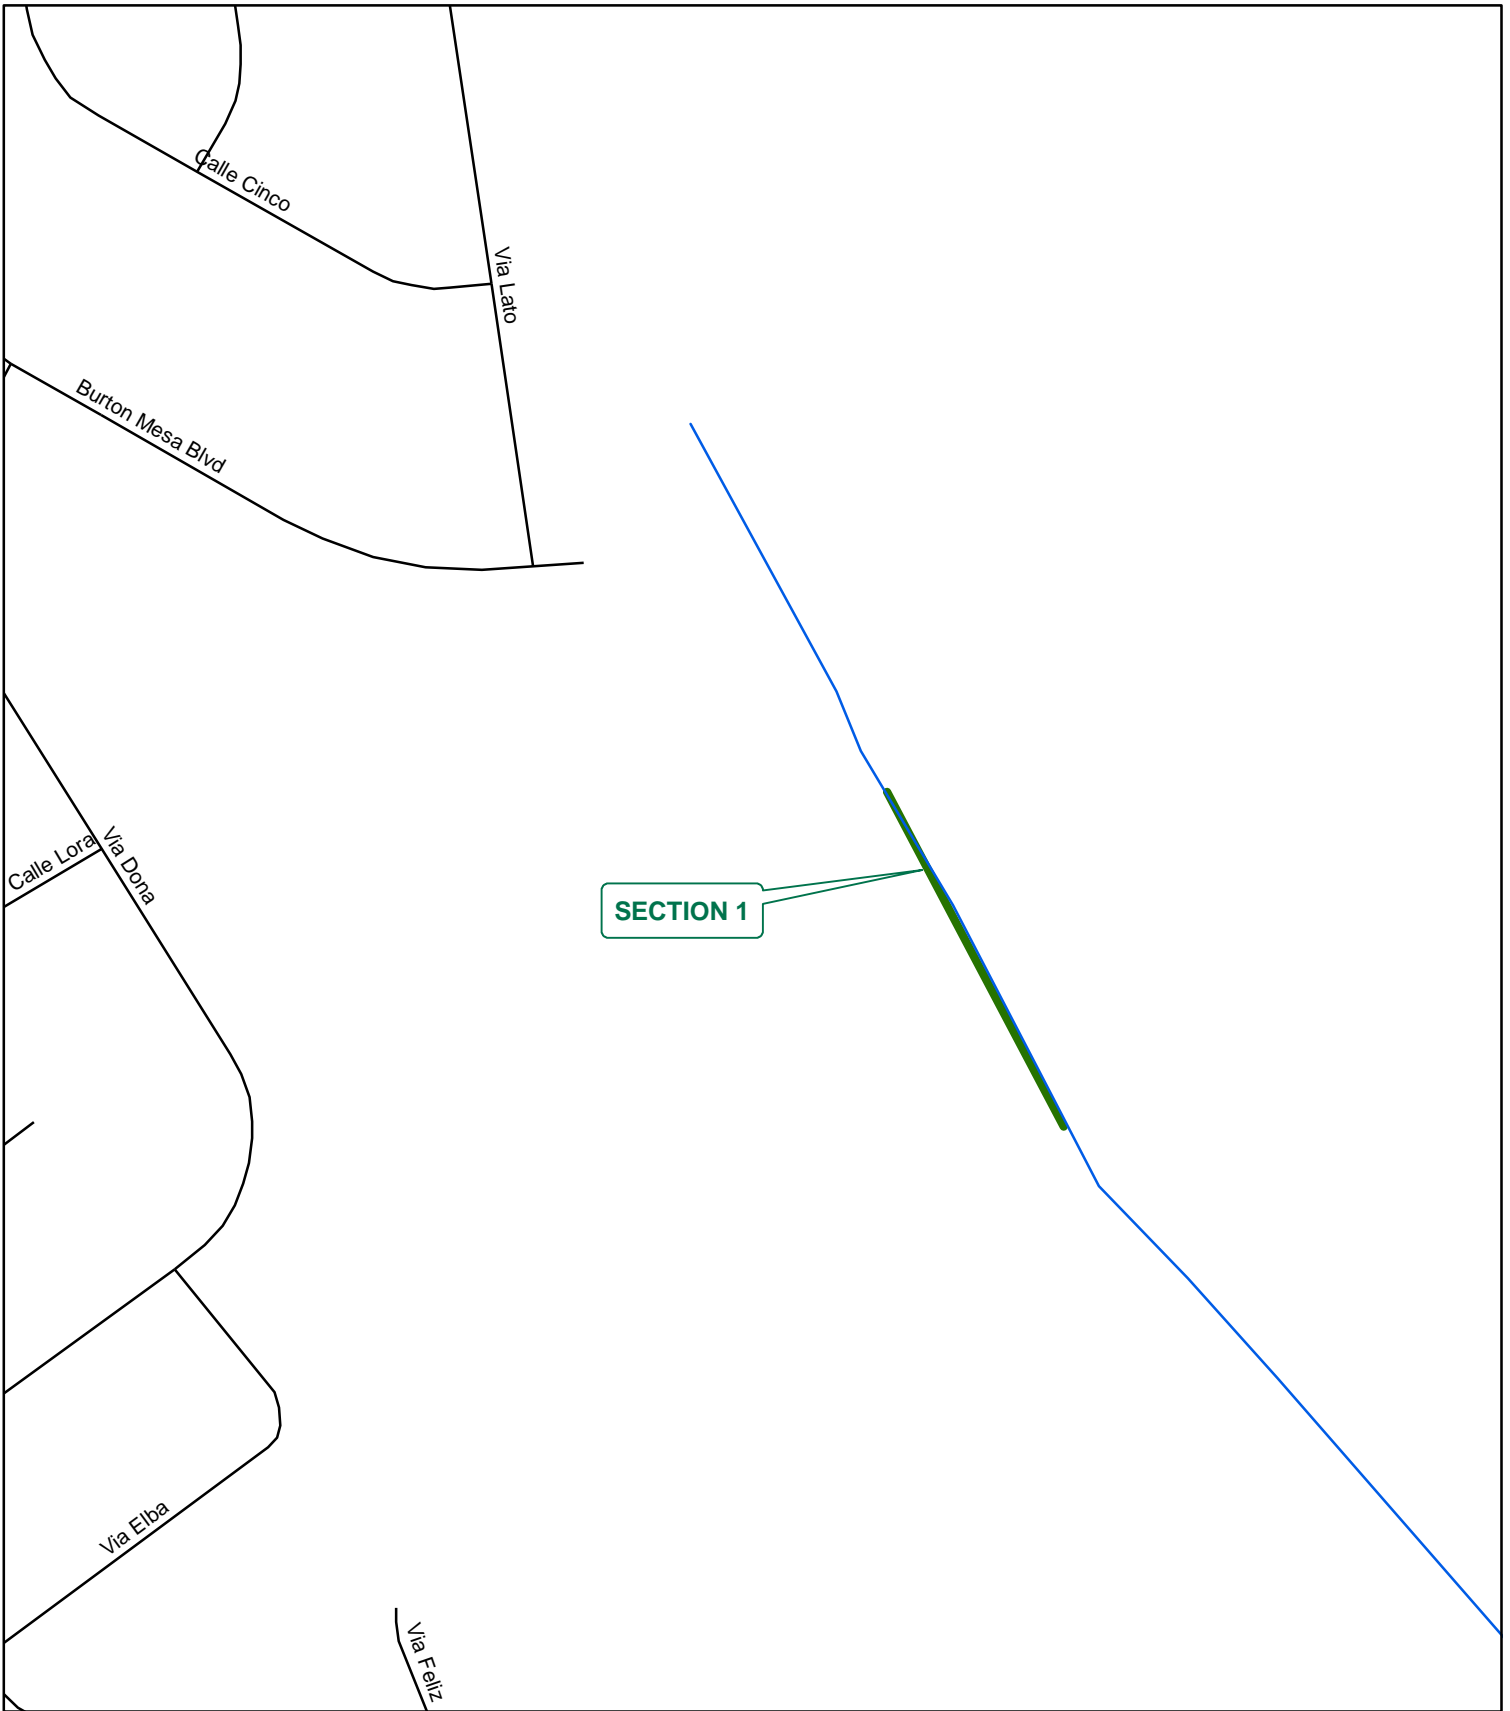 Calle Cinco
Via Lato
Burton Mesa Blvd
Calle Lora
Via Dona
SECTION 1
Via Elba
Via Feliz